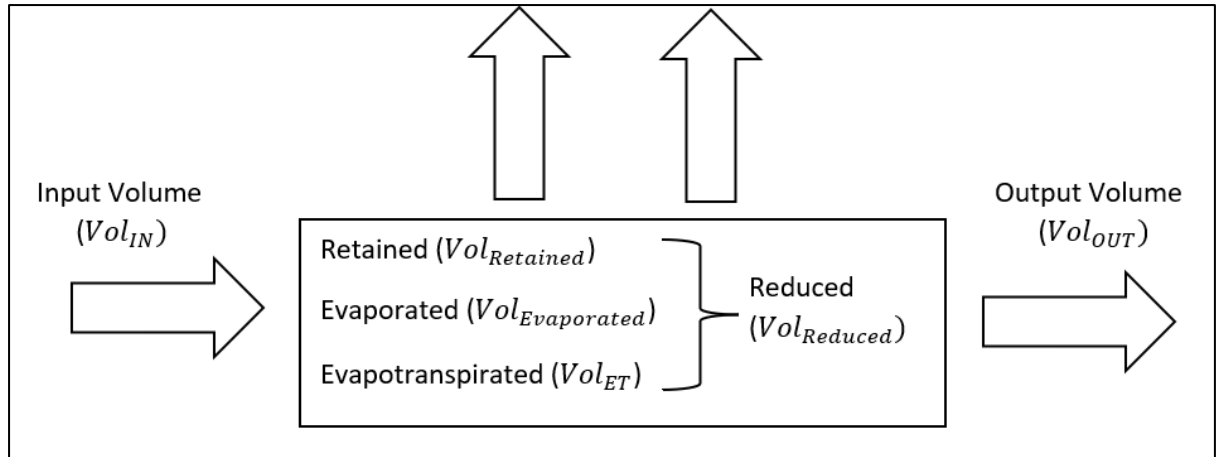 Input Volume
(Vol_IN)
Retained (Vol_Retained)
Evaporated (Vol_Evaporated)
Evapotranspirated (Vol_ET)
Reduced
(Vol_Reduced)
Output Volume
(Vol_OUT)